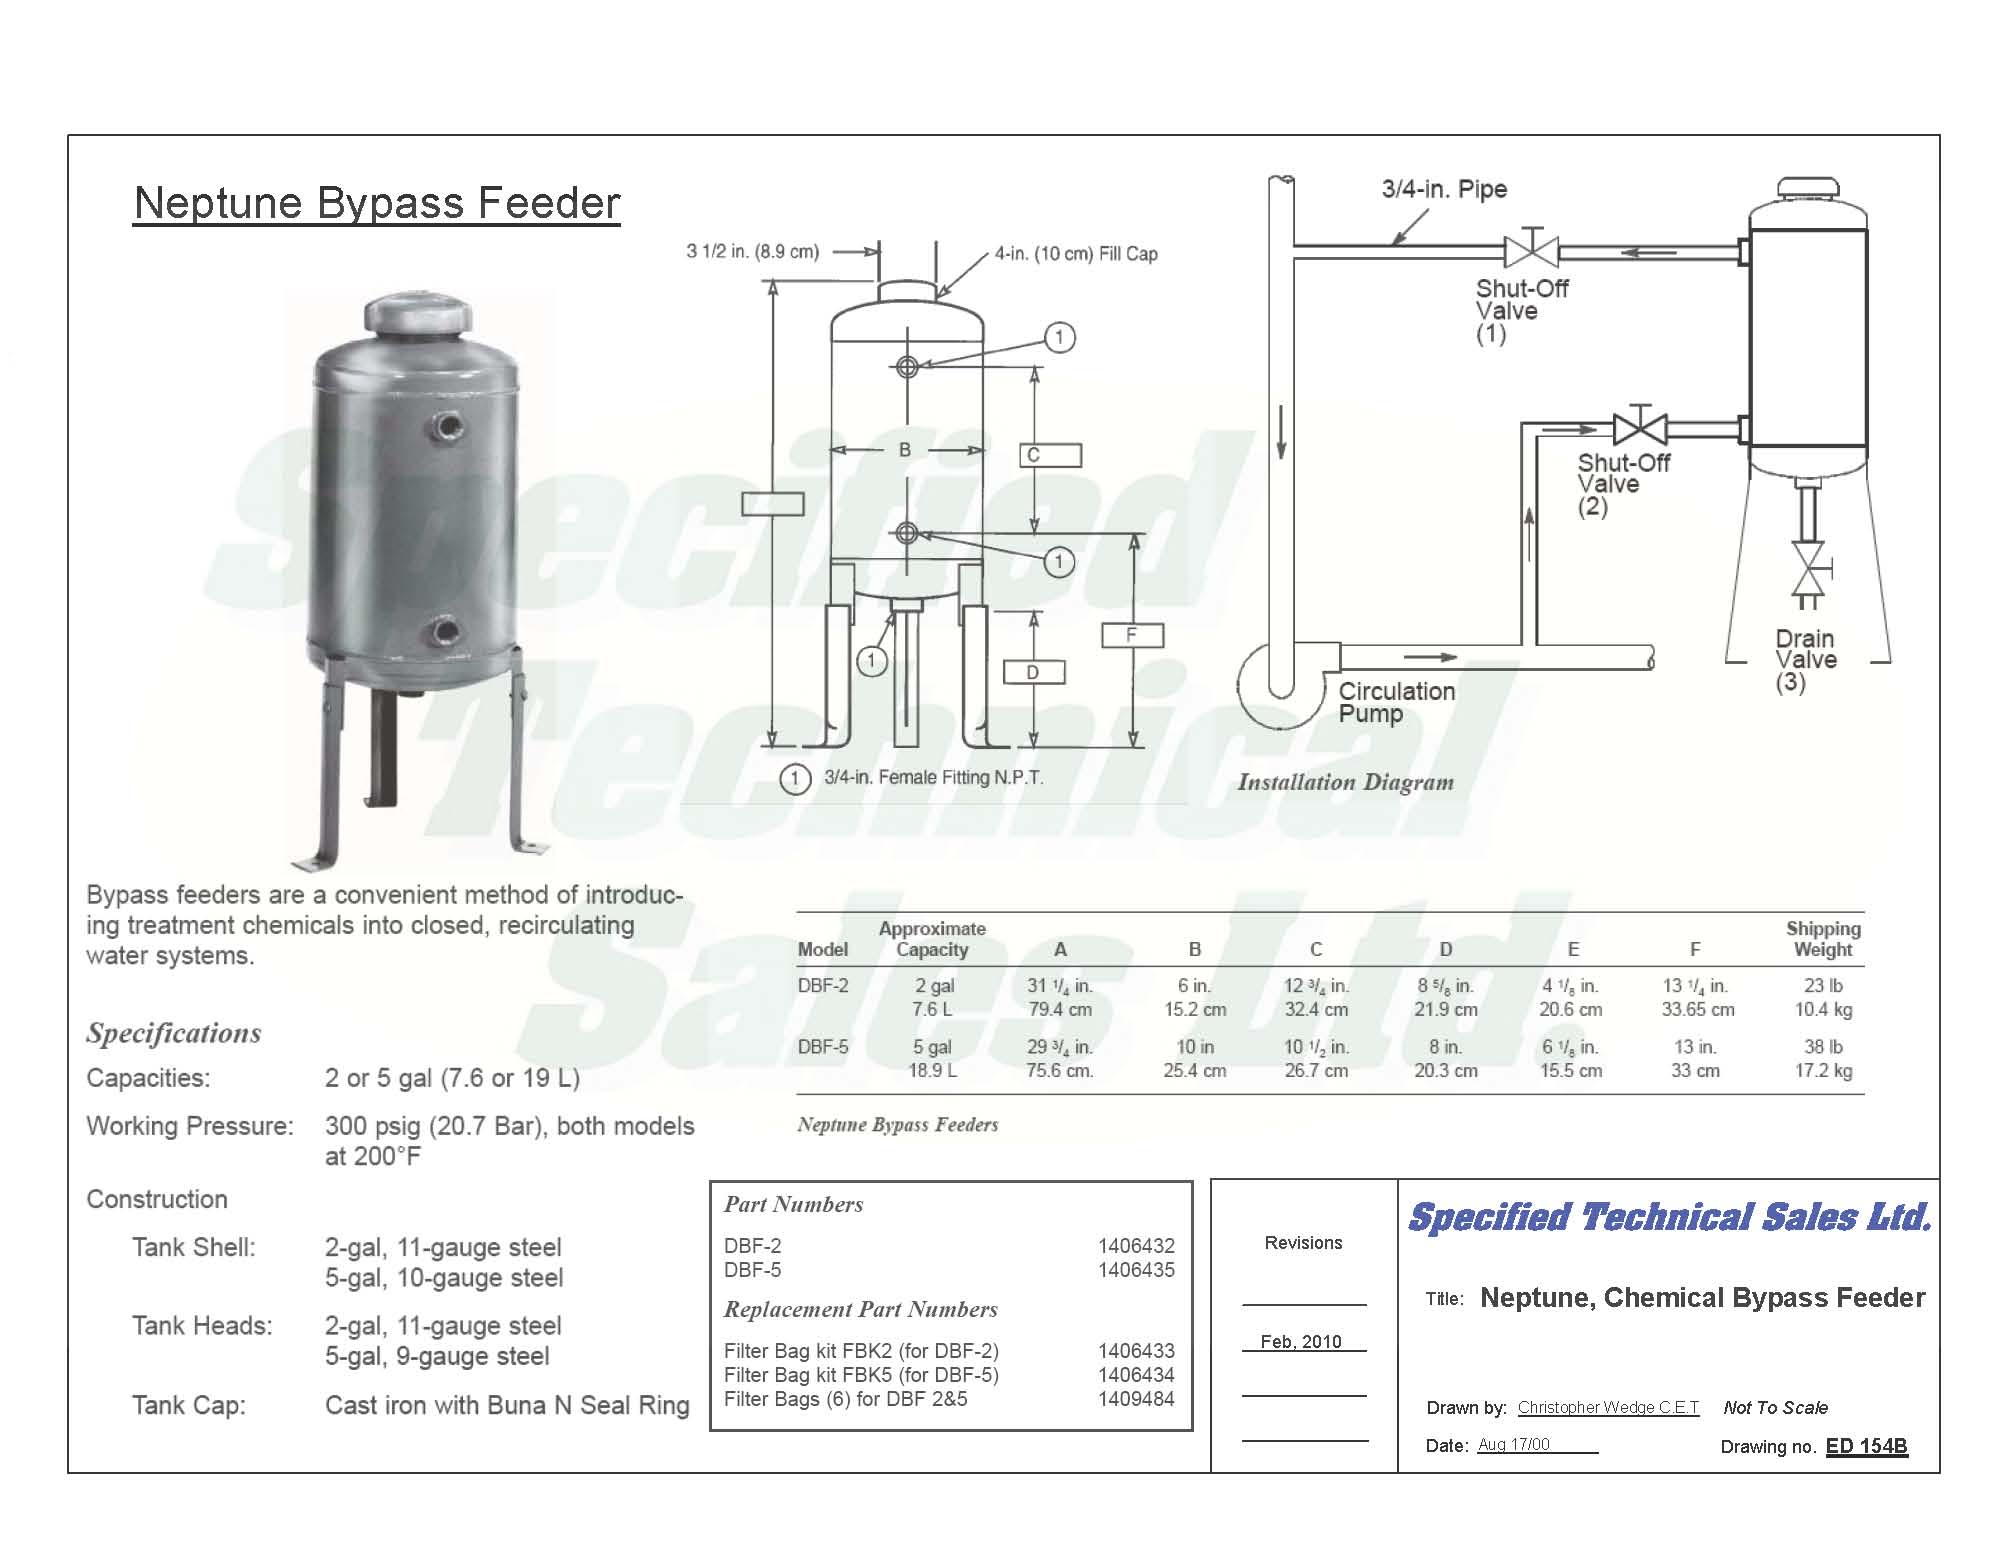 Neptune Bypass Feeder
3 1/2 in. (8.9 cm)
4-in. (10 cm) Fill Cap
1
B
C
1
F
1
D
1 3/4-in. Female Fitting N.P.T.
3/4-in. Pipe
Shut-Off
Valve
(1)
Shut-Off
Valve
(2)
Drain
Valve
(3)
Circulation
Pump
Installation Diagram
Specified
Technical
Sales Ltd.
Bypass feeders are a convenient method of introduc-
ing treatment chemicals into closed, recirculating
water systems.
Specifications
Capacities: 2 or 5 gal (7.6 or 19 L)
Working Pressure: 300 psig (20.7 Bar), both models
at 200°F
Construction
Tank Shell: 2-gal, 11-gauge steel
5-gal, 10-gauge steel
Tank Heads: 2-gal, 11-gauge steel
5-gal, 9-gauge steel
Tank Cap: Cast iron with Buna N Seal Ring
Approximate Shipping
Model Capacity A B C D E F Weight
DBF-2 2 gal 31 1/4 in. 6 in. 12 3/4 in. 8 5/8 in. 4 1/8 in. 13 1/4 in. 23 lb
7.6 L 79.4 cm 15.2 cm 32.4 cm 21.9 cm 20.6 cm 33.65 cm 10.4 kg
DBF-5 5 gal 29 3/4 in. 10 in 10 1/2 in. 8 in. 6 1/8 in. 13 in. 38 lb
18.9 L 75.6 cm. 25.4 cm 26.7 cm 20.3 cm 15.5 cm 33 cm 17.2 kg
Neptune Bypass Feeders
Part Numbers
DBF-2 1406432
DBF-5 1406435
Replacement Part Numbers
Filter Bag kit FBK2 (for DBF-2) 1406433
Filter Bag kit FBK5 (for DBF-5) 1406434
Filter Bags (6) for DBF 2&5 1409484
Revisions
Feb, 2010
Specified Technical Sales Ltd.
Title: Neptune, Chemical Bypass Feeder
Drawn by: Christopher Wedge C.E.T Not To Scale
Date: Aug 17/00 Drawing no. ED 154B